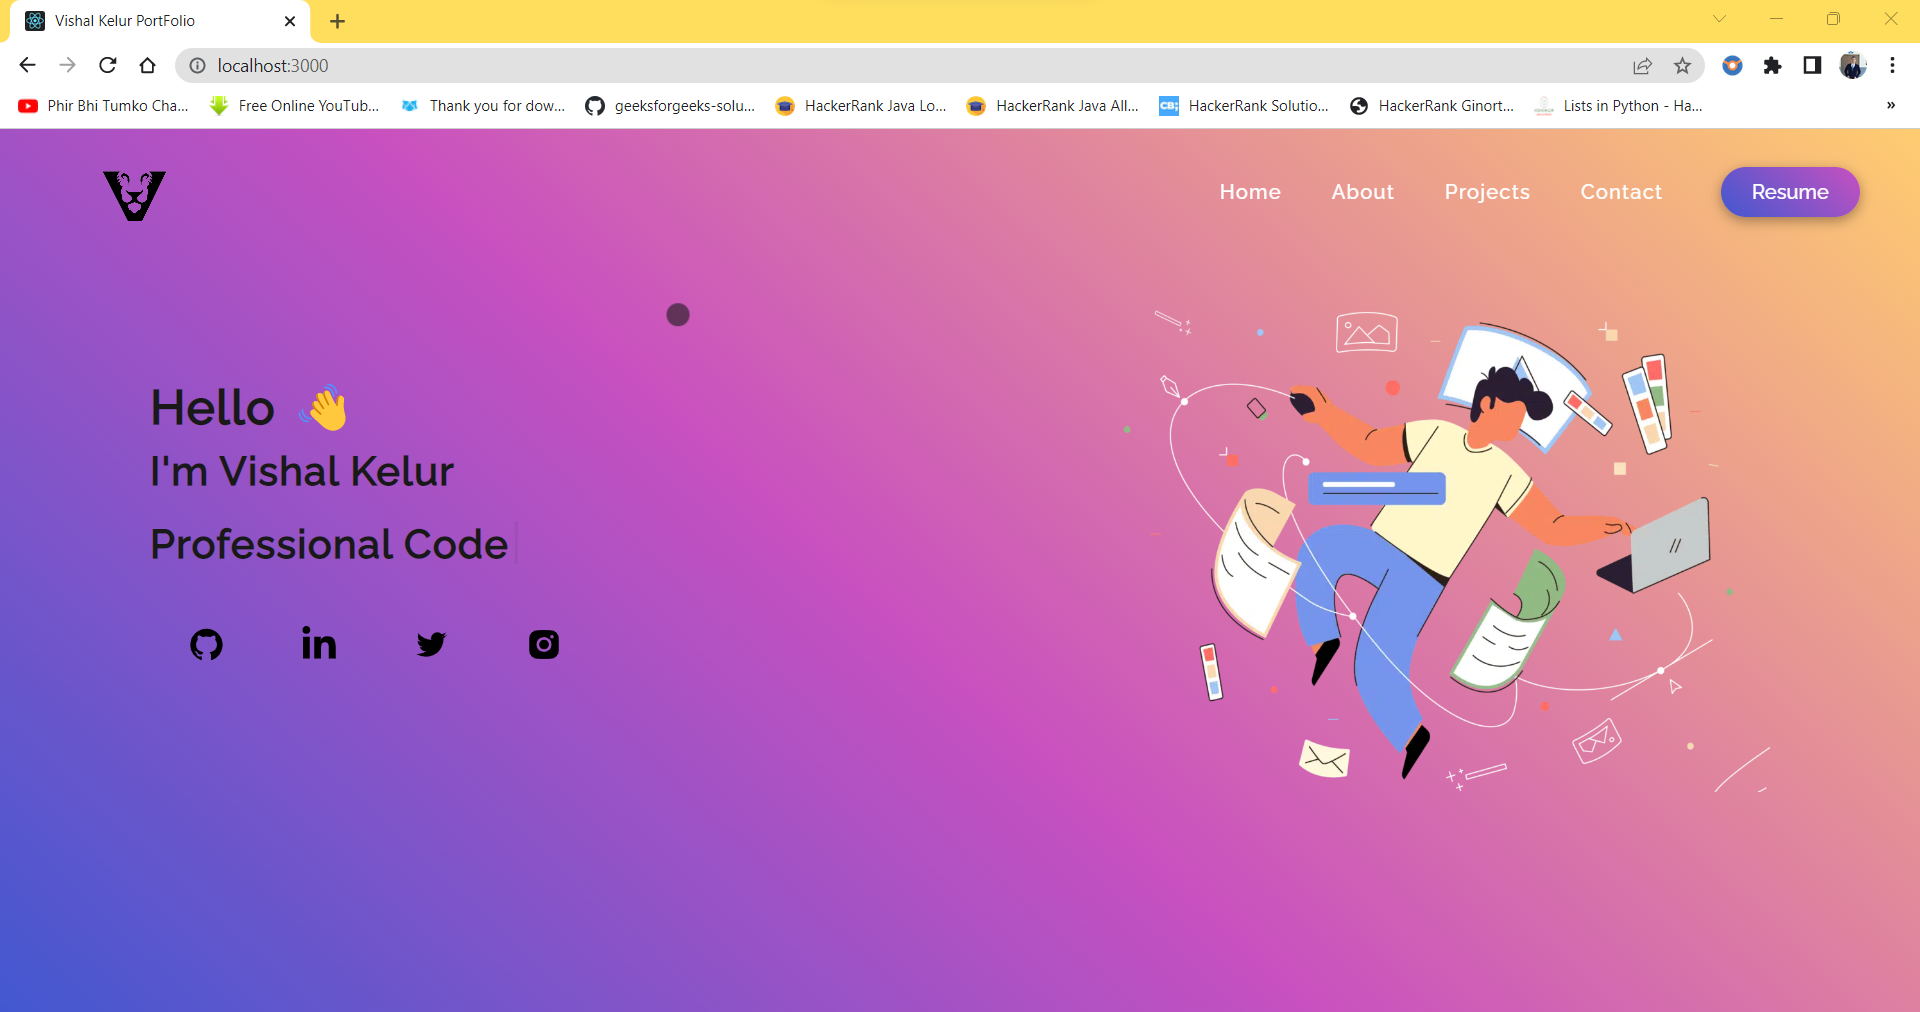 Vishal Kelur PortFolio
localhost:3000
Phir Bhi Tumko Cha...
Free Online YouTub...
Thank you for dow...
geeksforgeeks-solu...
HackerRank Java Lo...
HackerRank Java All...
HackerRank Solutio...
HackerRank Ginort...
Lists in Python - Ha...
»
Home
About
Projects
Contact
Resume
Hello 👋
I'm Vishal Kelur
Professional Code